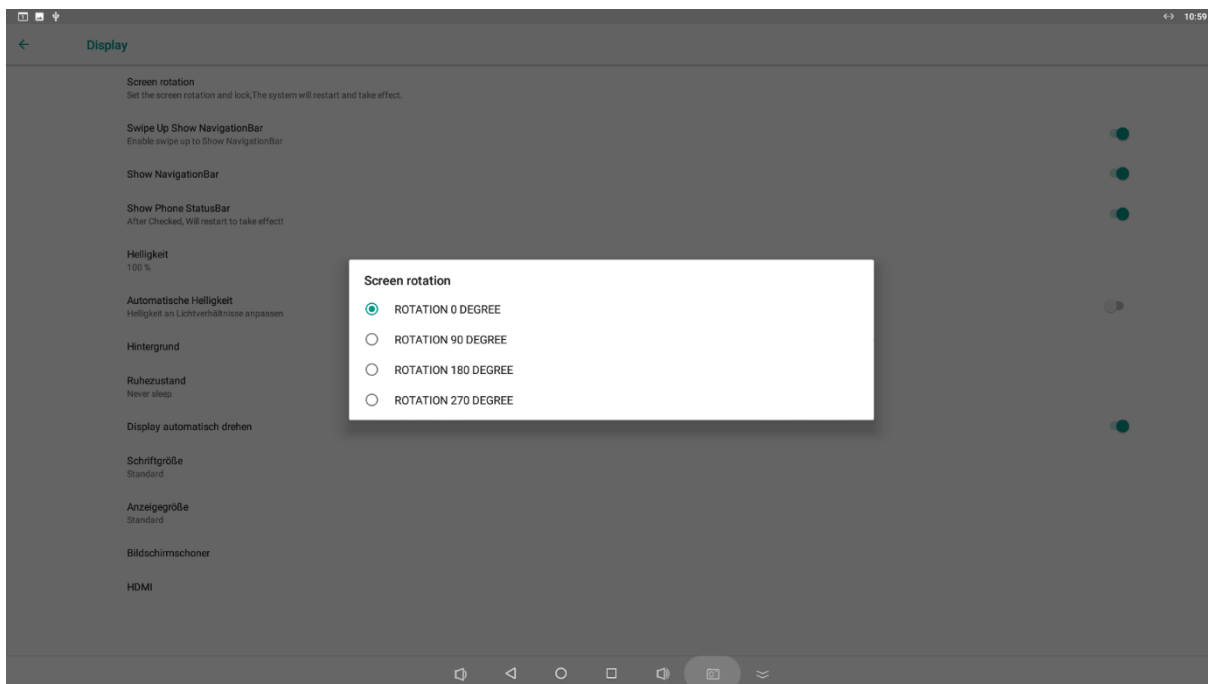 10:59
Display
Screen rotation
Set the screen rotation and lock,The system will restart and take effect.
Swipe Up Show NavigationBar
Enable swipe up to Show NavigationBar
Show NavigationBar
Show Phone StatusBar
After Checked, Will restart to take effect!
Helligkeit
100 %
Automatische Helligkeit
Helligkeit an Lichtverhältnisse anpassen
Hintergrund
Ruhezustand
Never sleep
Display automatisch drehen
Schriftgröße
Standard
Anzeigegröße
Standard
Bildschirmschoner
HDMI
Screen rotation
ROTATION 0 DEGREE
ROTATION 90 DEGREE
ROTATION 180 DEGREE
ROTATION 270 DEGREE